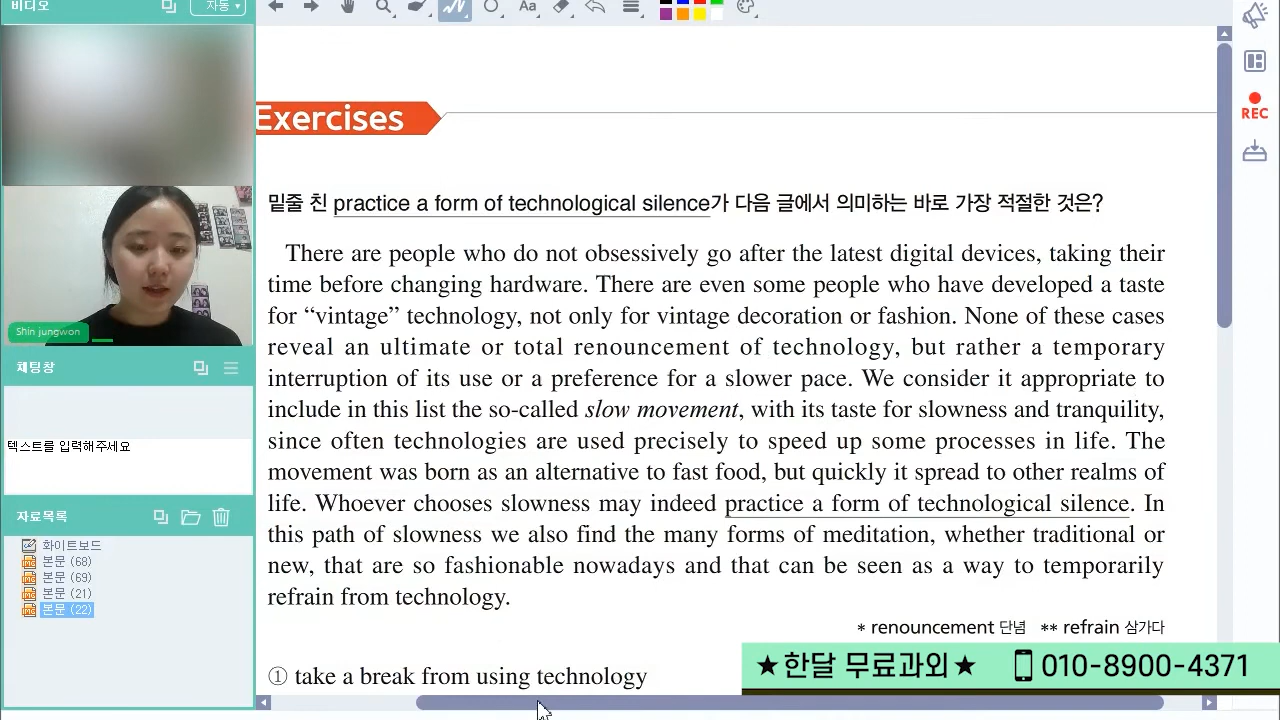 비디오
자동
Aa
REC
Exercises
밑줄 친 practice a form of technological silence가 다음 글에서 의미하는 바로 가장 적절한 것은?
There are people who do not obsessively go after the latest digital devices, taking their
time before changing hardware. There are even some people who have developed a taste
for “vintage” technology, not only for vintage decoration or fashion. None of these cases
reveal an ultimate or total renouncement of technology, but rather a temporary
interruption of its use or a preference for a slower pace. We consider it appropriate to
include in this list the so-called slow movement, with its taste for slowness and tranquility,
since often technologies are used precisely to speed up some processes in life. The
movement was born as an alternative to fast food, but quickly it spread to other realms of
life. Whoever chooses slowness may indeed practice a form of technological silence. In
this path of slowness we also find the many forms of meditation, whether traditional or
new, that are so fashionable nowadays and that can be seen as a way to temporarily
refrain from technology.
* renouncement 단념 ** refrain 삼가다
① take a break from using technology
Shin jungwon
채팅창
텍스트를 입력해주세요
자료목록
화이트보드
본문 (68)
본문 (69)
본문 (21)
본문 (22)
★한달 무료과외★ 010-8900-4371